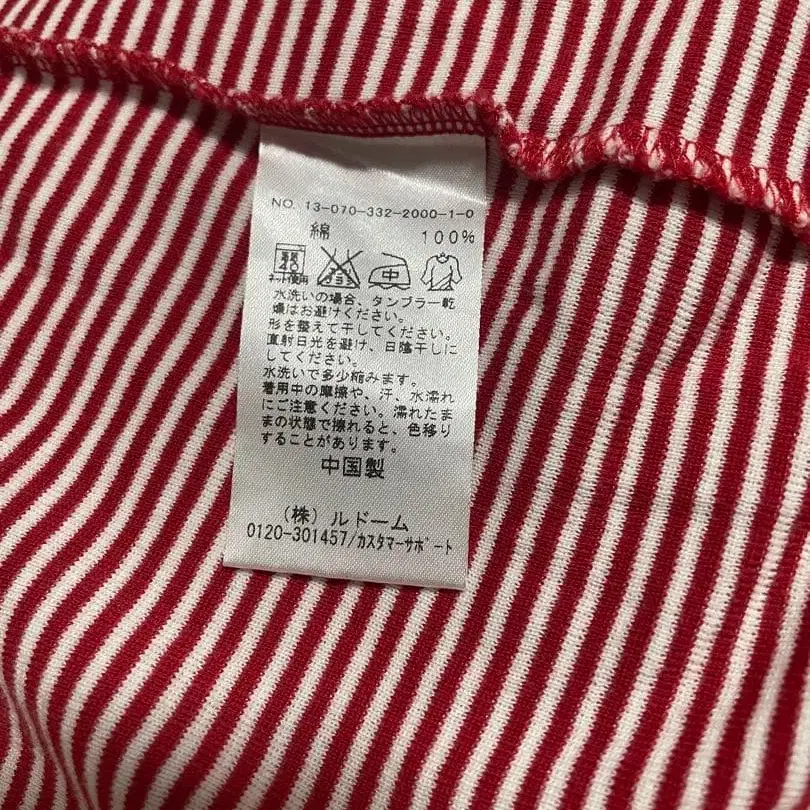 NO. 13-070-332-2000-1-0
綿 100%
40 中
ネット使用
水洗いの場合、タンブラー乾
燥はお避けください。
形を整えて干してください。
直射日光を避け、日陰干しに
してください。
水洗いで多少縮みます。
着用中の摩擦や、汗、水濡れ
にご注意ください。濡れたま
まの状態で擦れると、色移り
することがあります。
中国製
(株)ルドーム
0120-301457/カスタマーサポート